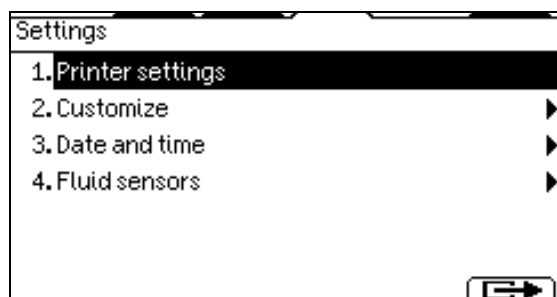 Settings
1. Printer settings
2. Customize
3. Date and time
4. Fluid sensors